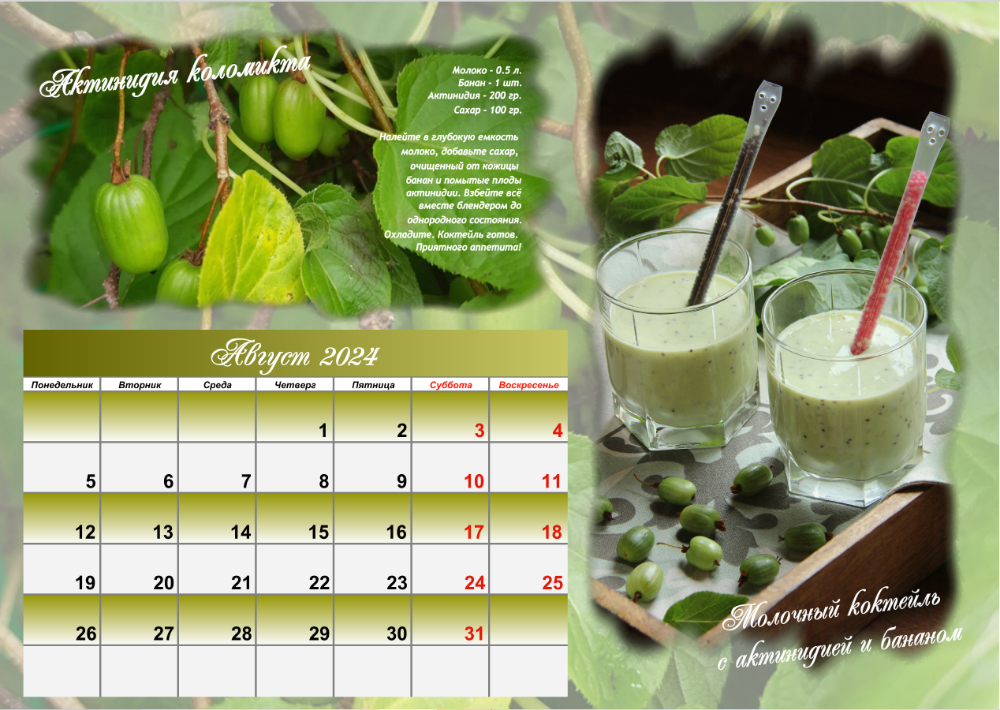 Актинидия коломикта
Молоко - 0.5 л.
Банан - 1 шт.
Актинидия - 200 гр.
Сахар - 100 гр.
Налейте в глубокую емкость
молоко, добавьте сахар,
очищенный от кожицы
банан и помытые плоды
актинидии. Взбейте всё
вместе блендером до
однородного состояния.
Охладите. Коктейль готов.
Приятного аппетита!
Август 2024
Понедельник Вторник Среда Четверг Пятница Суббота Воскресенье
1 2 3 4
5 6 7 8 9 10 11
12 13 14 15 16 17 18
19 20 21 22 23 24 25
26 27 28 29 30 31
Молочный коктейль
с актинидией и бананом